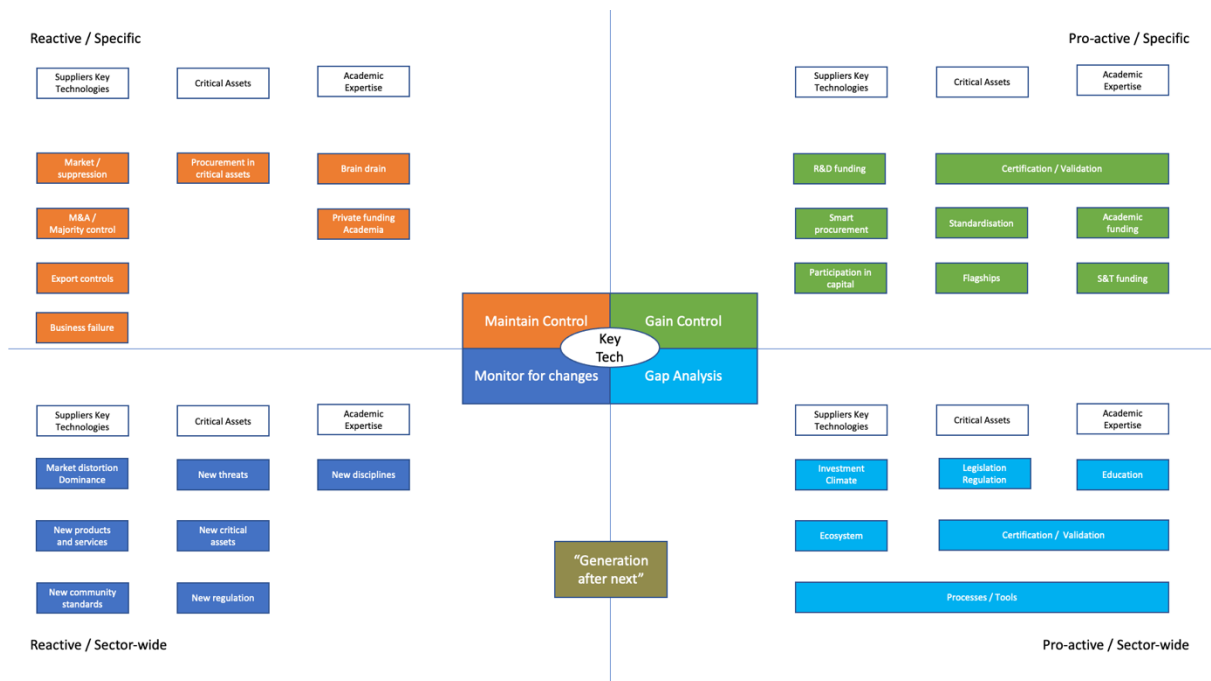 Reactive / Specific
Suppliers Key
Technologies
Critical Assets
Academic
Expertise
Market /
suppression
Procurement in
critical assets
Brain drain
M&A /
Majority control
Private funding
Academia
Export controls
Business failure
Pro-active / Specific
Suppliers Key
Technologies
Critical Assets
Academic
Expertise
R&D funding
Certification / Validation
Smart
procurement
Standardisation
Academic
funding
Participation in
capital
Flagships
S&T funding
Maintain Control
Gain Control
Key
Tech
Monitor for changes
Gap Analysis
Suppliers Key
Technologies
Critical Assets
Academic
Expertise
Market distortion
Dominance
New threats
New disciplines
New products
and services
New critical
assets
New community
standards
New regulation
Reactive / Sector-wide
"Generation
after next"
Suppliers Key
Technologies
Critical Assets
Academic
Expertise
Investment
Climate
Legislation
Regulation
Education
Ecosystem
Certification / Validation
Processes / Tools
Pro-active / Sector-wide